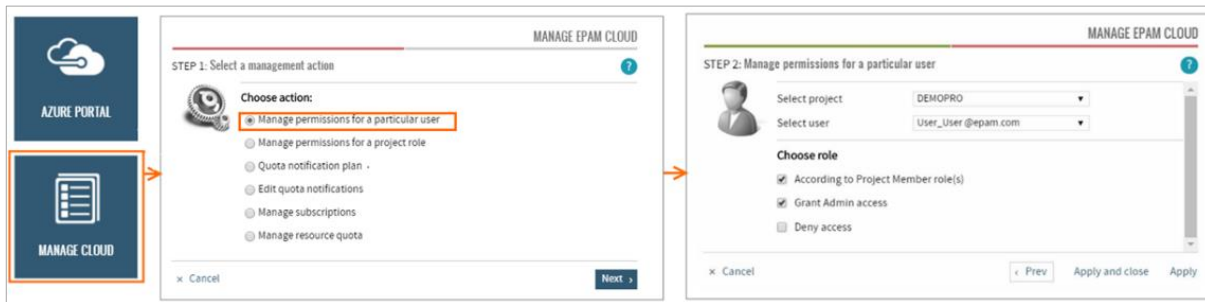 AZURE PORTAL
MANAGE CLOUD
MANAGE EPAM CLOUD
STEP 1: Select a management action
?
Choose action:
Manage permissions for a particular user
Manage permissions for a project role
Quota notification plan
Edit quota notifications
Manage subscriptions
Manage resource quota
× Cancel
Next ›
MANAGE EPAM CLOUD
STEP 2: Manage permissions for a particular user
?
Select project DEMOPRO
Select user User_User@epam.com
Choose role
According to Project Member role(s)
Grant Admin access
Deny access
× Cancel
‹ Prev Apply and close Apply